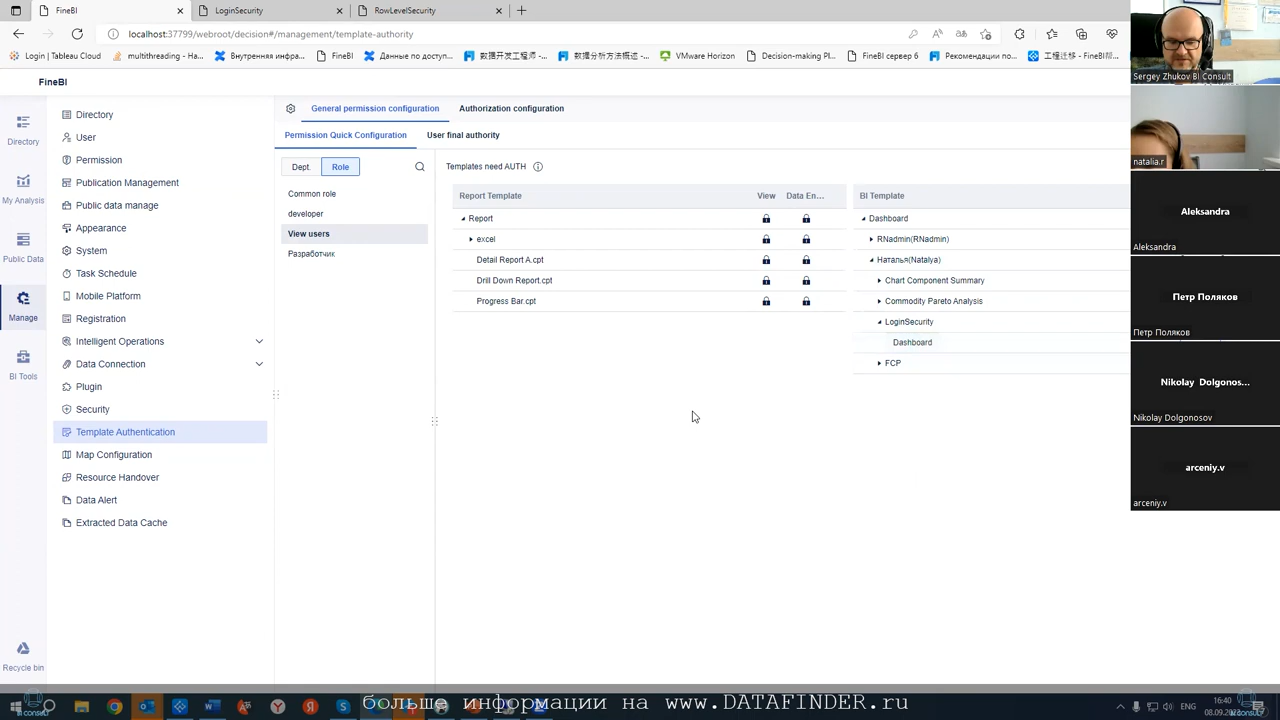 FineBI
LoginSecurity
RowLevelSecurity
localhost:37799/webroot/decision#/management/template-authority
Login | Tableau Cloud
multithreading - Ha...
Внутренняя инфра...
FineBI
Данные по доступ...
数据开发工程师 -...
数据分析方法概述 -...
VMware Horizon
Decision-making Pl...
FineBI сервер 6
Рекомендации по...
工程迁移 - FineBI帮...
FineBI
Directory
My Analysis
Public Data
Manage
BI Tools
Recycle bin
Directory
User
Permission
Publication Management
Public data manage
Appearance
System
Task Schedule
Mobile Platform
Registration
Intelligent Operations
Data Connection
Plugin
Security
Template Authentication
Map Configuration
Resource Handover
Data Alert
Extracted Data Cache
General permission configuration
Authorization configuration
Permission Quick Configuration
User final authority
Dept.
Role
Common role
developer
View users
Разработчик
Templates need AUTH
Report Template
View
Data En...
Report
excel
Detail Report A.cpt
Drill Down Report.cpt
Progress Bar.cpt
BI Template
Dashboard
RNadmin(RNadmin)
Наталья(Natalya)
Chart Component Summary
Commodity Pareto Analysis
LoginSecurity
Dashboard
FCP
Sergey Zhukov BI Consult
natalia.r
Aleksandra
Aleksandra
Петр Поляков
Петр Поляков
Nikolay Dolgonos...
Nikolay Dolgonosov
arceniy.v
arceniy.v
больше информации на www.DATAFINDER.ru
ENG
16:40